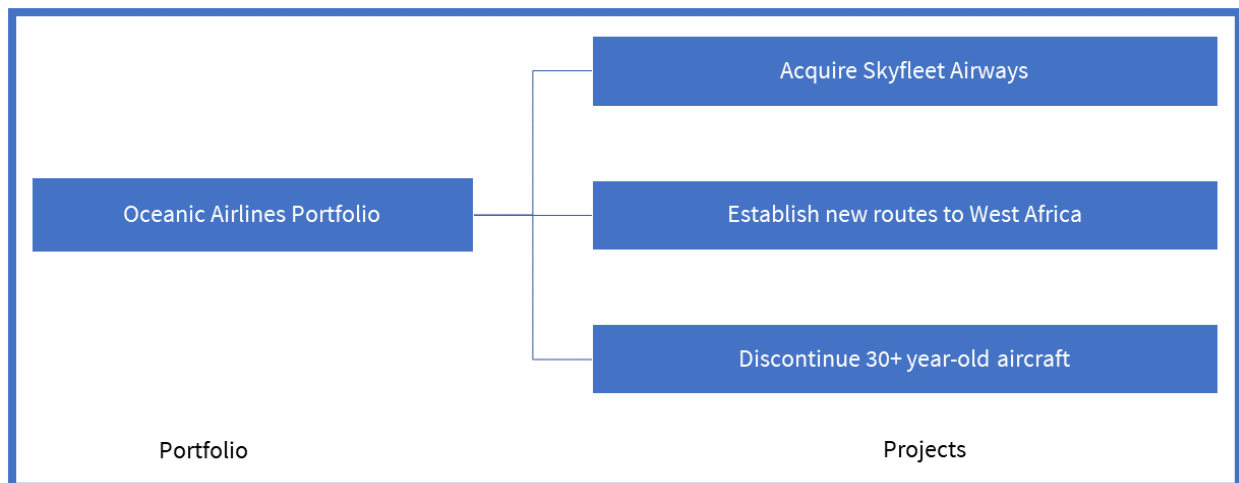 Acquire Skyfleet Airways
Oceanic Airlines Portfolio
Establish new routes to West Africa
Discontinue 30+ year-old aircraft
Portfolio
Projects